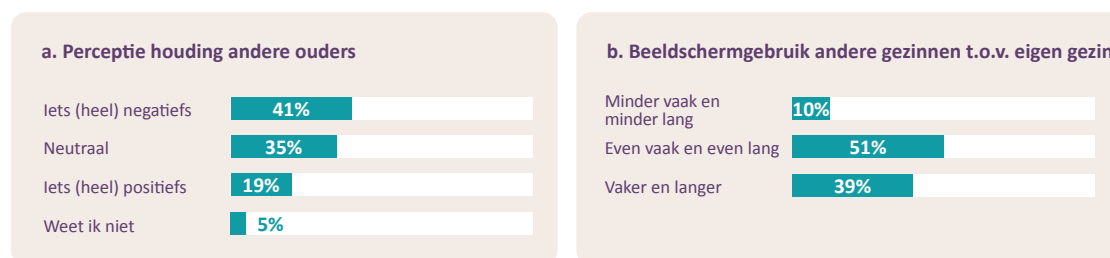 a. Perceptie houding andere ouders
Iets (heel) negatiefs 41%
Neutraal 35%
Iets (heel) positiefs 19%
Weet ik niet 5%
b. Beeldschermgebruik andere gezinnen t.o.v. eigen gezin
Minder vaak en
minder lang 10%
Even vaak en even lang 51%
Vaker en langer 39%